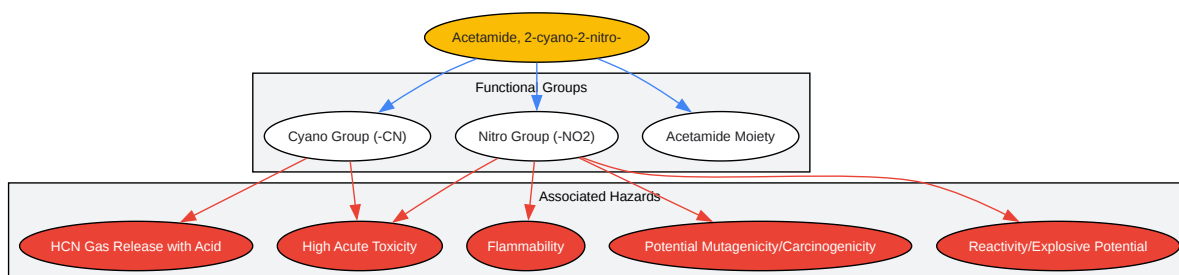 Acetamide, 2-cyano-2-nitro-
Functional Groups
Cyano Group (-CN)
Nitro Group (-NO2)
Acetamide Moiety
Associated Hazards
HCN Gas Release with Acid
High Acute Toxicity
Flammability
Potential Mutagenicity/Carcinogenicity
Reactivity/Explosive Potential